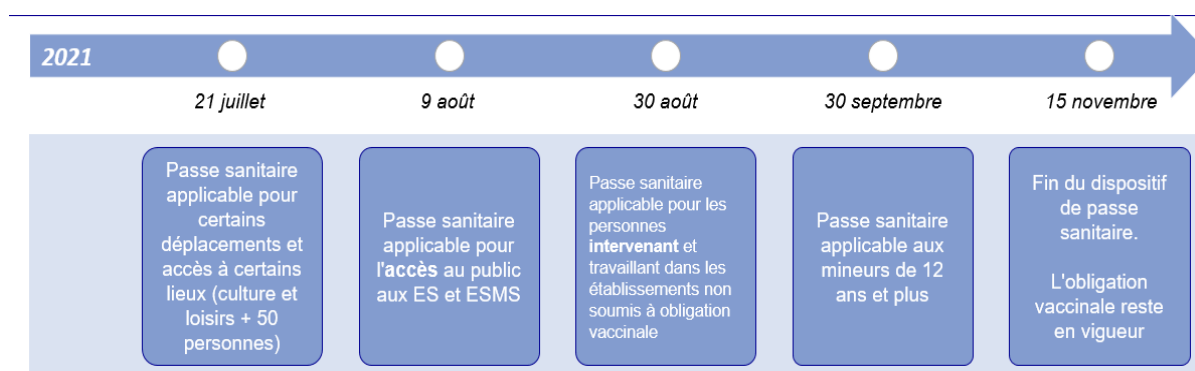 2021
21 juillet
9 août
30 août
30 septembre
15 novembre
Passe sanitaire
applicable pour
certains
déplacements et
accès à certains
lieux (culture et
loisirs + 50
personnes)
Passe sanitaire
applicable pour
l'accès au public
aux ES et ESMS
Passe sanitaire
applicable pour les
personnes
intervenant et
travaillant dans les
établissements non
soumis à obligation
vaccinale
Passe sanitaire
applicable aux
mineurs de 12
ans et plus
Fin du dispositif
de passe
sanitaire.
L'obligation
vaccinale reste
en vigueur